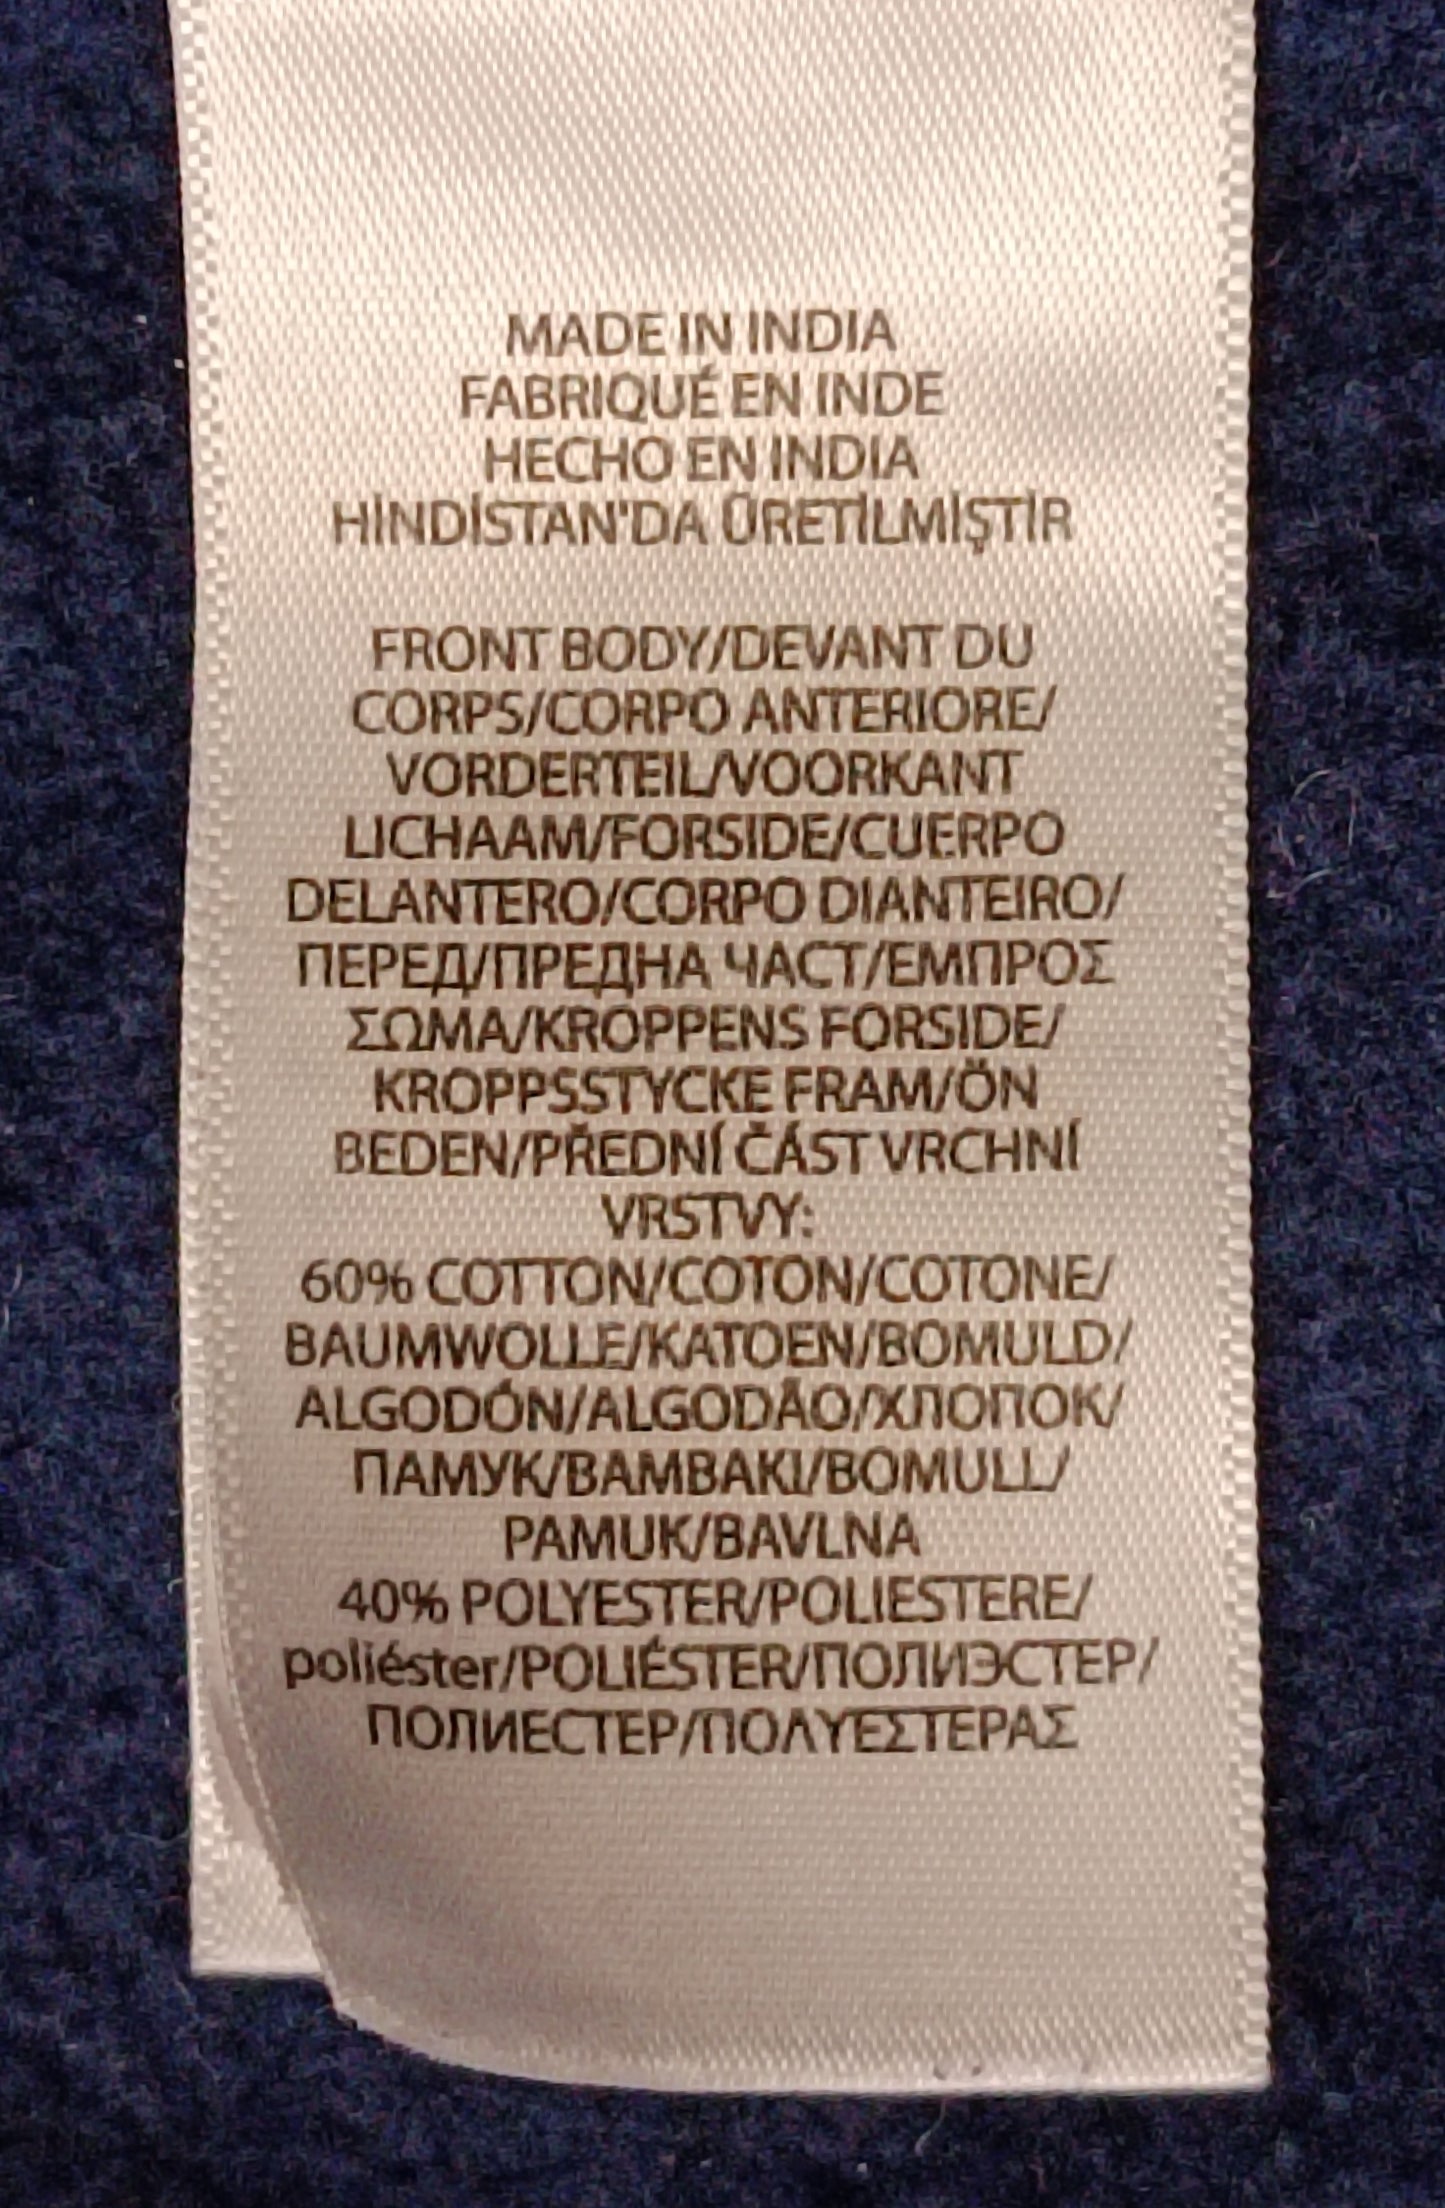 MADE IN INDIA
FABRIQUÉ EN INDE
HECHO EN INDIA
HİNDİSTAN'DA ÜRETİLMİŞTİR
FRONT BODY/DEVANT DU
CORPS/CORPO ANTERIORE/
VORDERTEIL/VOORKANT
LICHAAM/FORSIDE/CUERPO
DELANTERO/CORPO DIANTEIRO/
ПЕРЕД/ПРЕДНА ЧАСТ/ΕΜΠΡΟΣ
ΣΩΜΑ/KROPPENS FORSIDE/
KROPPSSTYCKE FRAM/ÖN
BEDEN/PŘEDNÍ ČÁST VRCHNÍ
VRSTVY:
60% COTTON/COTON/COTONE/
BAUMWOLLE/KATOEN/BOMULD/
ALGODÓN/ALGODÃO/ХЛОПОК/
ПАМУК/ΒΑΜΒΑΚΙ/BOMULL/
PAMUK/BAVLNA
40% POLYESTER/POLIESTERE/
poliéster/POLIÉSTER/ПОЛИЭСТЕР/
ПОЛИЕСТЕР/ΠΟΛΥΕΣΤΕΡΑΣ